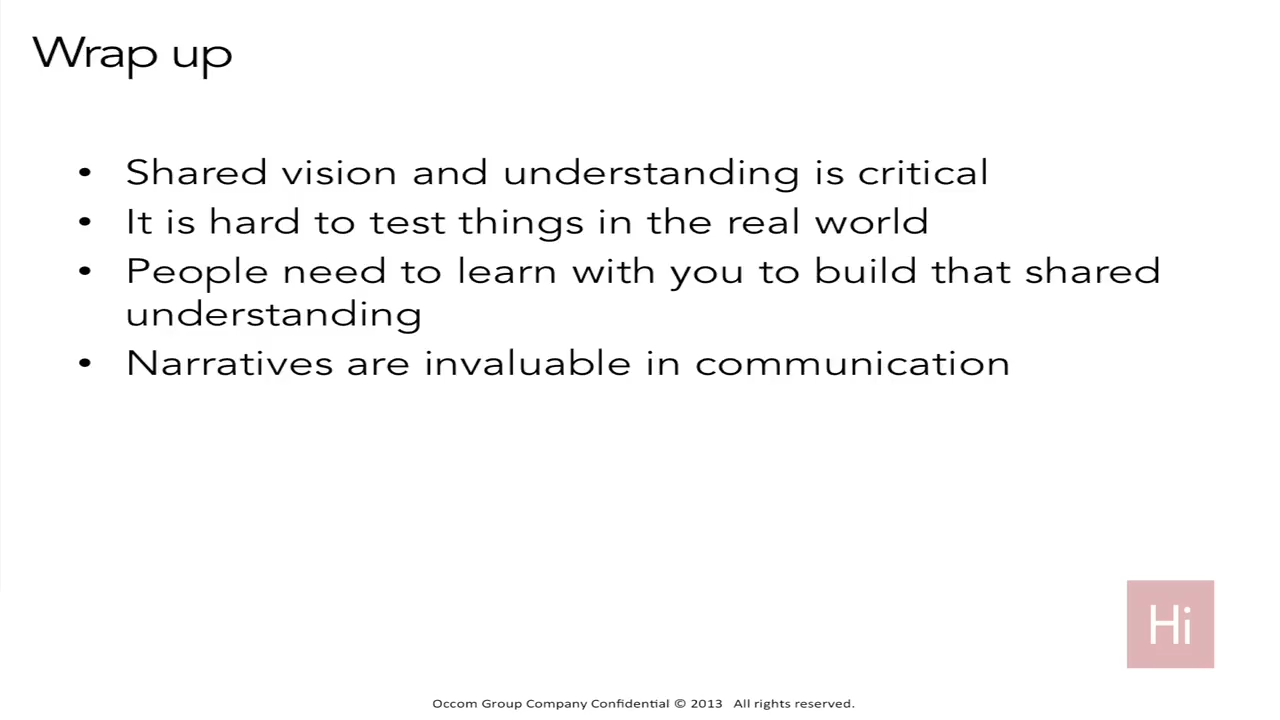 Wrap up
• Shared vision and understanding is critical
• It is hard to test things in the real world
• People need to learn with you to build that shared
understanding
• Narratives are invaluable in communication
Hi
Occom Group Company Confidential © 2013 All rights reserved.